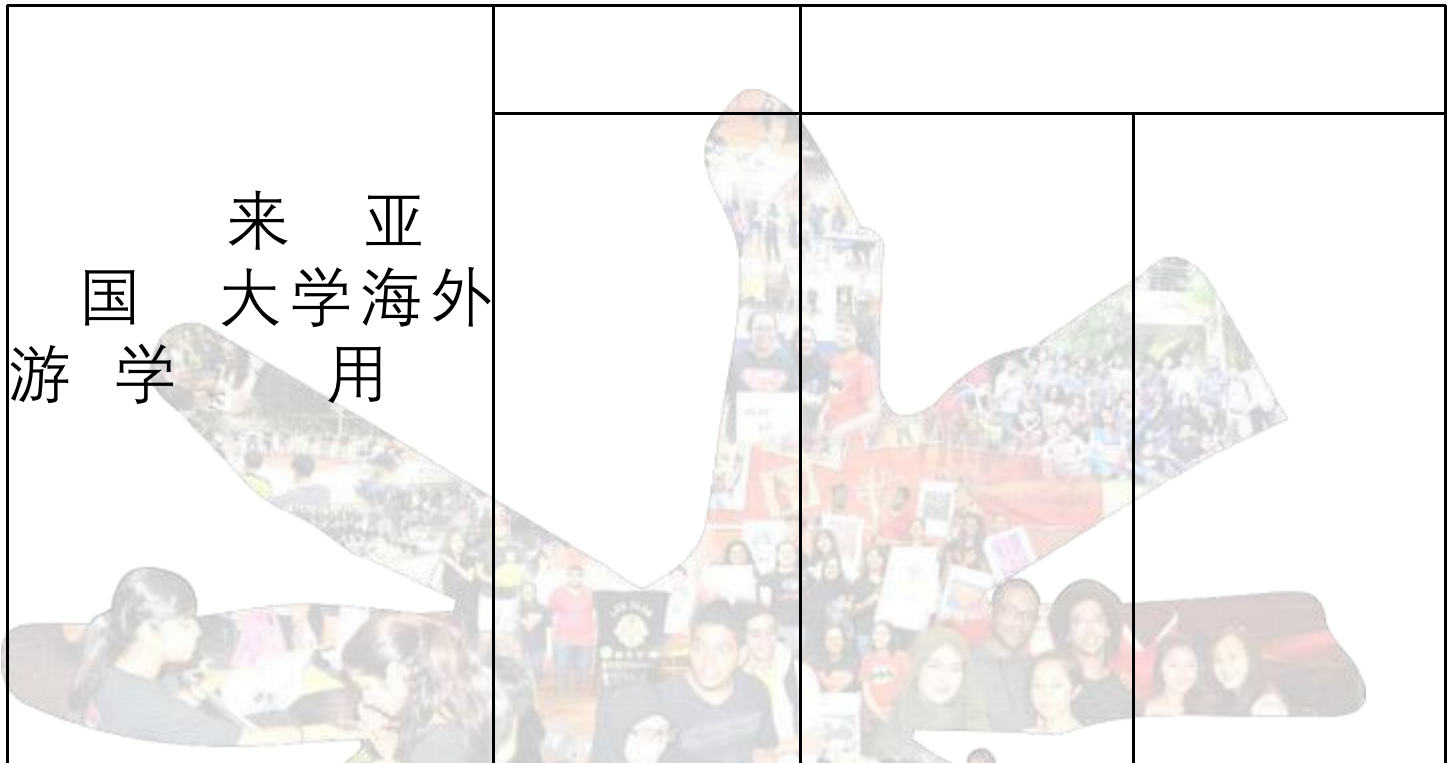 来 亚
国 大学海外
游 学 用